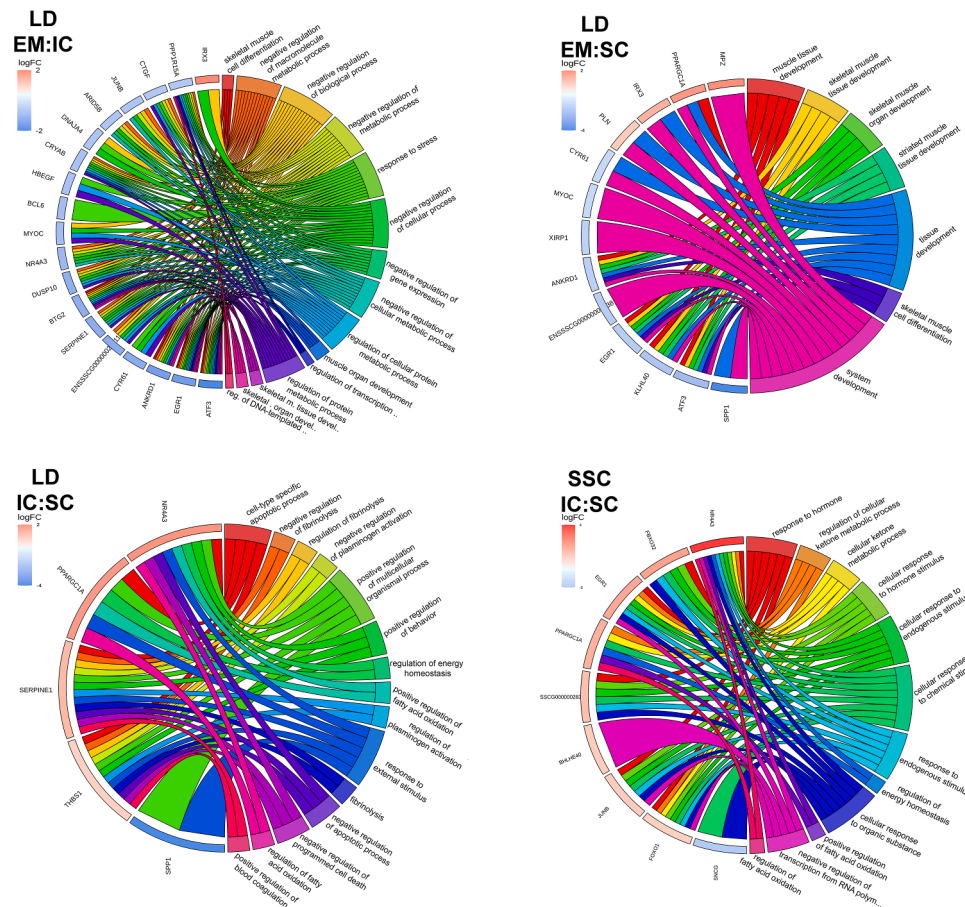 LD
EM:IC
logFC
2
-2
IRX3
PPP1R15A
CTGF
JUNB
ARID5B
DNAJA4
CRYAB
HBEGF
BCL6
MYOC
NR4A3
DUSP10
BTG2
SERPINE1
CYR61
ANKRD1
EGR1
ATF3
skeletal muscle
cell differentiation
negative regulation
of macromolecule
metabolic process
negative regulation
of biological process
negative regulation of
metabolic process
response to stress
negative regulation
of cellular process
negative regulation of
gene expression
negative regulation of
cellular metabolic process
regulation of cellular protein
metabolic process
muscle organ development
regulation of transcription ..
regulation of protein
metabolic process
skeletal m. tissue devel..
skeletal . organ devel..
reg. of DNA-templated ..
LD
EM:SC
logFC
2
-4
PPARGC1A
IRX3
PLN
CYR61
MYOC
XIRP1
ANKRD1
EGR1
KLHL40
ATF3
SPP1
muscle tissue
development
skeletal muscle
tissue development
skeletal muscle
organ development
striated muscle
tissue development
tissue
development
skeletal muscle
cell differentiation
system
development
LD
IC:SC
logFC
2
-4
NR4A3
PPARGC1A
SERPINE1
THBS1
SPP1
cell-type specific
apoptotic process
negative regulation
of fibrinolysis
regulation of fibrinolysis
negative regulation
of plasminogen activation
positive regulation
of multicellular
organismal process
positive regulation
of behavior
regulation of energy
homeostasis
positive regulation of
fatty acid oxidation
regulation of
plasminogen activation
response to
external stimulus
fibrinolysis
negative regulation
of apoptotic process
negative regulation of
programmed cell death
regulation of fatty
acid oxidation
positive regulation of
blood coagulation
SSC
IC:SC
logFC
NR4A3
FBXO32
EGR1
PPARGC1A
BHLHE40
JUNB
FOXO1
SNCG
response to hormone
regulation of cellular
ketone metabolic process
cellular ketone
metabolic process
cellular response
to hormone stimulus
cellular response to
endogenous stimulus
cellular response
to chemical stim
response to
endogenous stimulus
regulation of
energy homeostasis
cellular response
to organic substance
positive regulation
of fatty acid oxidation
negative regulation of
transcription from RNA polym...
regulation of
fatty acid oxidation